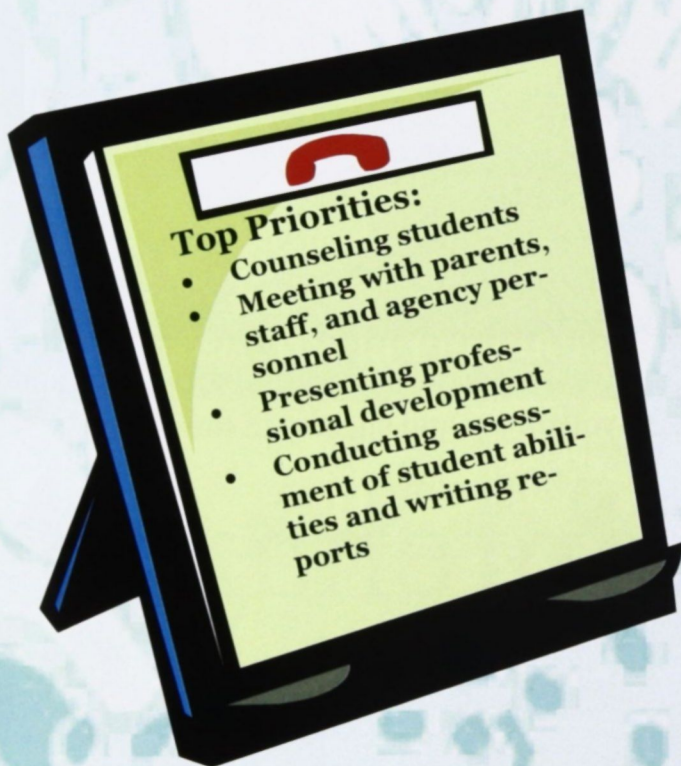 Top Priorities:
• Counseling students
• Meeting with parents,
staff, and agency per-
sonnel
• Presenting profes-
sional development
• Conducting assess-
ment of student abili-
ties and writing re-
ports